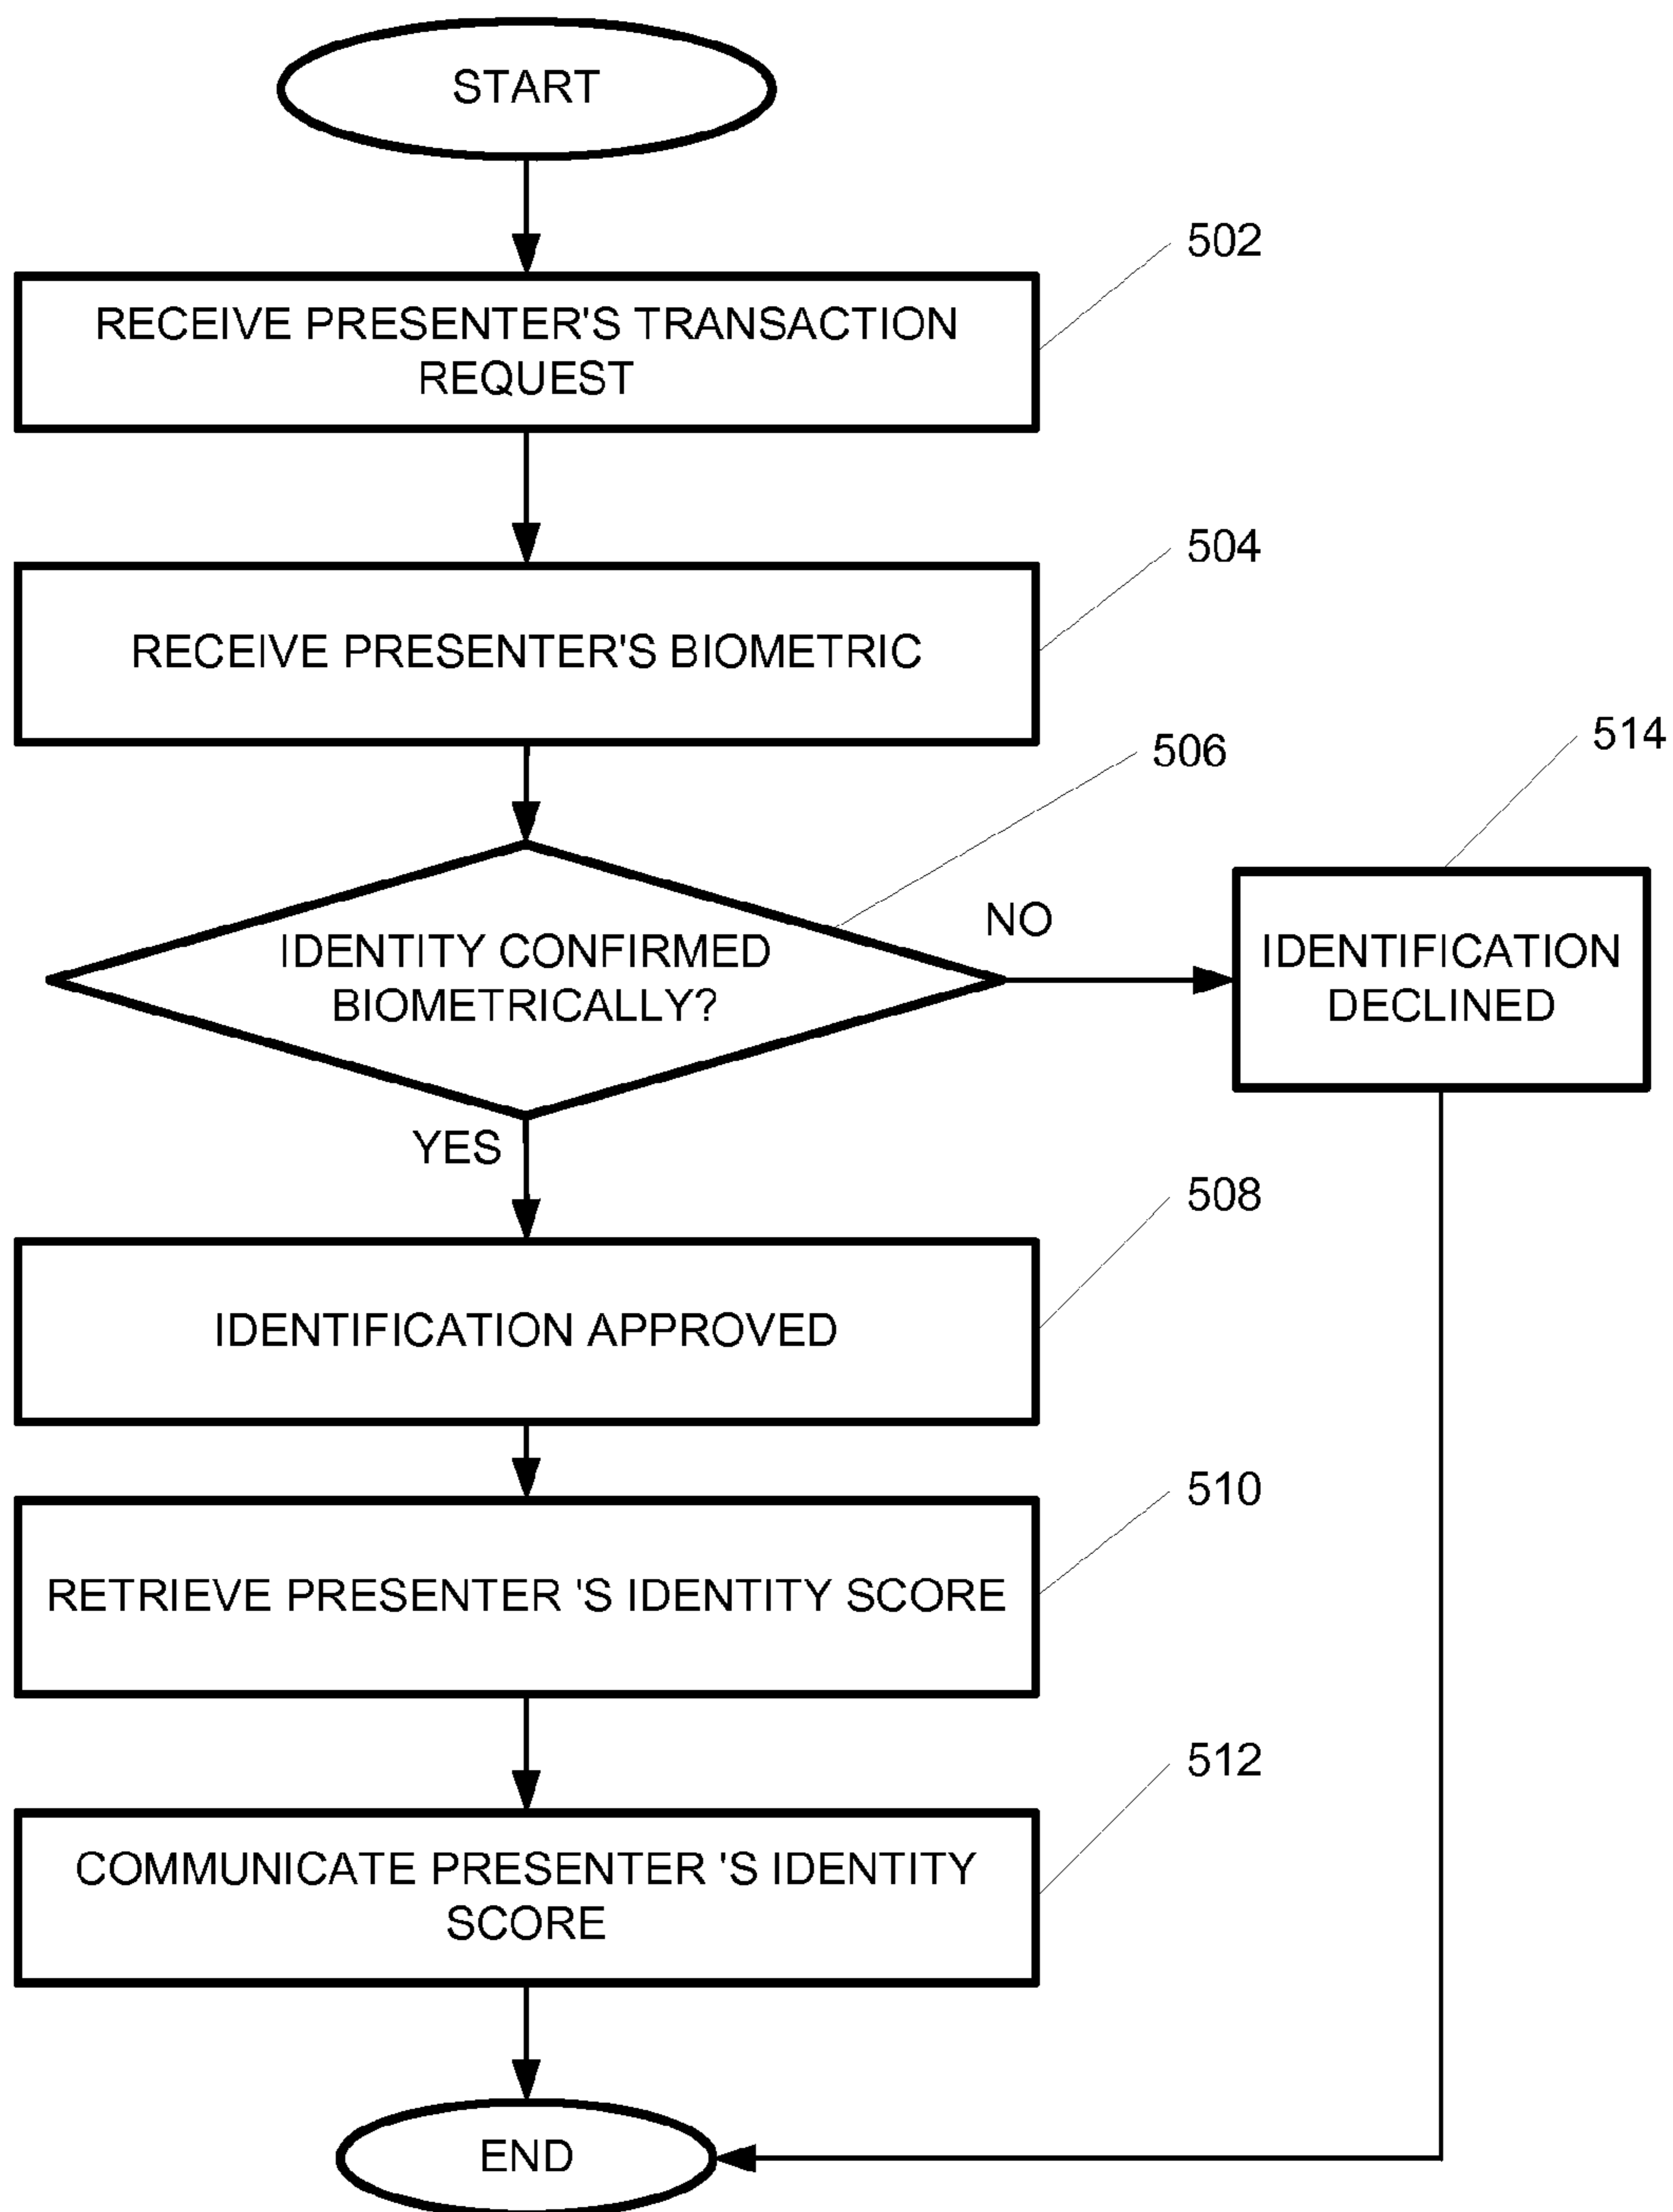 START
502
RECEIVE PRESENTER'S TRANSACTION
REQUEST
504
RECEIVE PRESENTER'S BIOMETRIC
506
514
IDENTITY CONFIRMED
BIOMETRICALLY?
NO
IDENTIFICATION
DECLINED
YES
508
IDENTIFICATION APPROVED
510
RETRIEVE PRESENTER 'S IDENTITY SCORE
512
COMMUNICATE PRESENTER 'S IDENTITY
SCORE
END